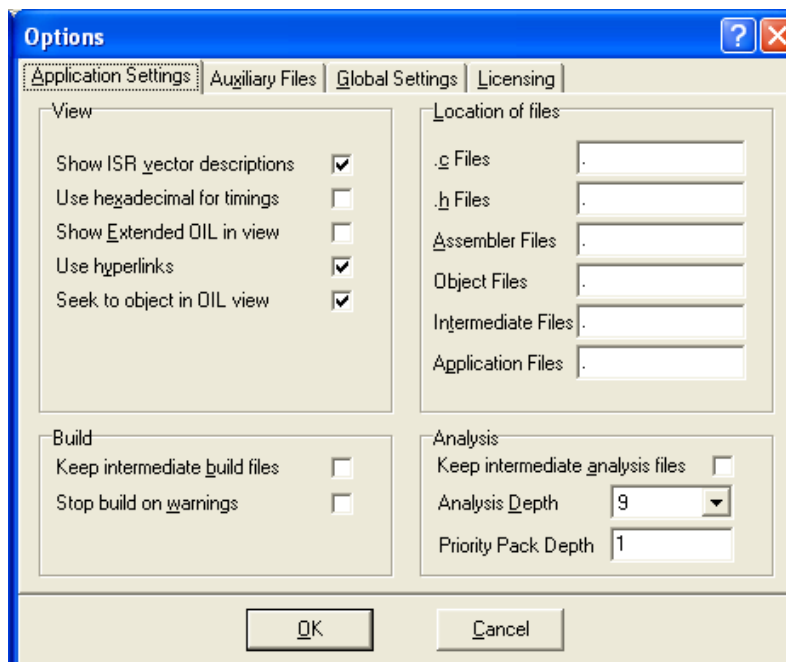 Options
Application Settings Auxiliary Files Global Settings Licensing
View
Show ISR vector descriptions
Use hexadecimal for timings
Show Extended OIL in view
Use hyperlinks
Seek to object in OIL view
Location of files
.c Files .
.h Files .
Assembler Files .
Object Files .
Intermediate Files .
Application Files .
Build
Keep intermediate build files
Stop build on warnings
Analysis
Keep intermediate analysis files
Analysis Depth 9
Priority Pack Depth 1
OK Cancel